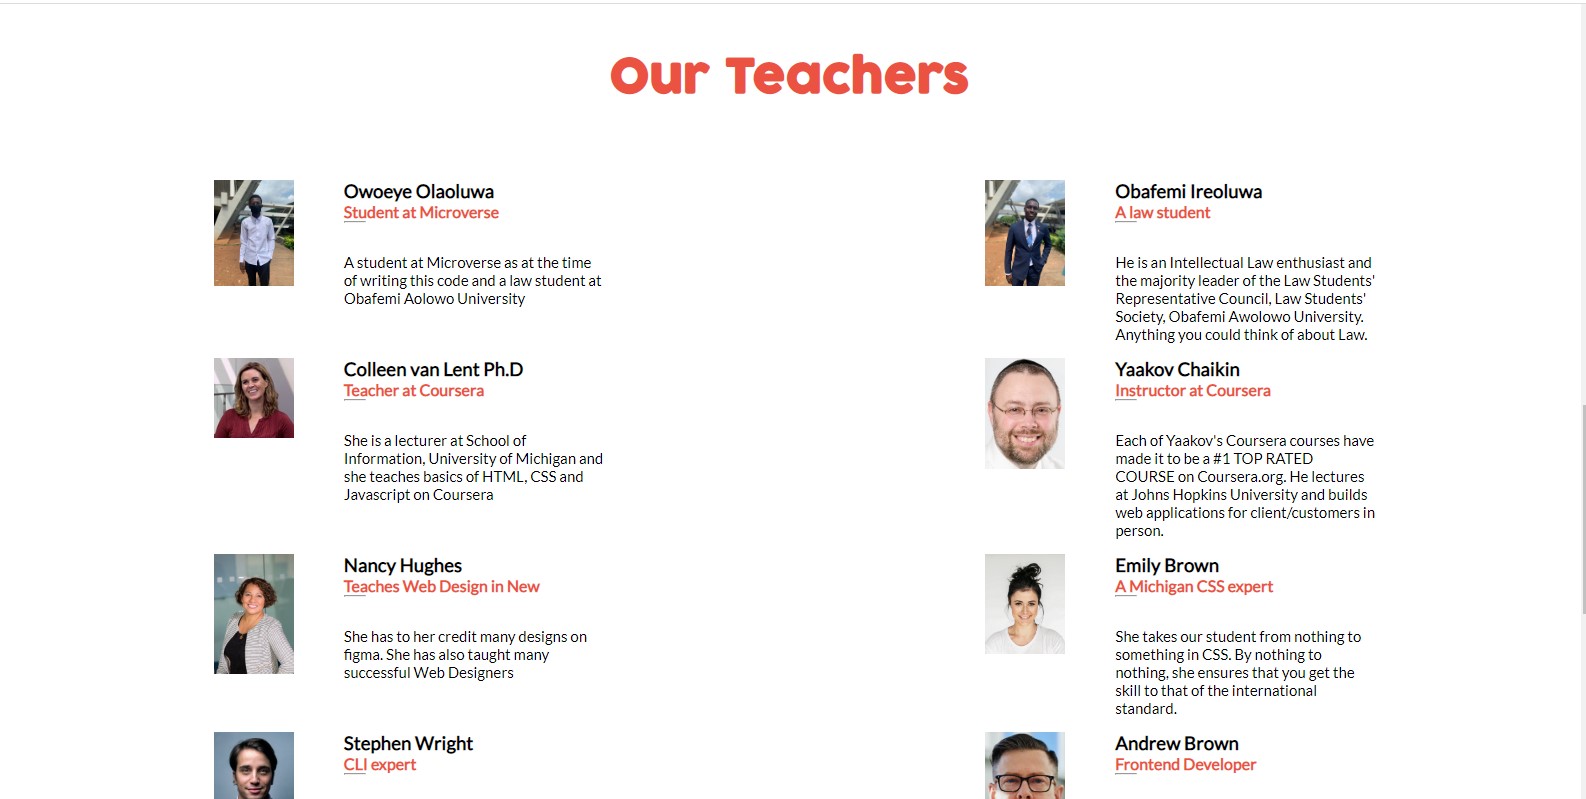 Our Teachers
Owoeye Olaoluwa
Student at Microverse
A student at Microverse as at the time
of writing this code and a law student at
Obafemi Aolowo University
Obafemi Ireoluwa
A law student
He is an Intellectual Law enthusiast and
the majority leader of the Law Students'
Representative Council, Law Students'
Society, Obafemi Awolowo University.
Anything you could think of about Law.
Colleen van Lent Ph.D
Teacher at Coursera
She is a lecturer at School of
Information, University of Michigan and
she teaches basics of HTML, CSS and
Javascript on Coursera
Yaakov Chaikin
Instructor at Coursera
Each of Yaakov's Coursera courses have
made it to be a #1 TOP RATED
COURSE on Coursera.org. He lectures
at Johns Hopkins University and builds
web applications for client/customers in
person.
Nancy Hughes
Teaches Web Design in New
She has to her credit many designs on
figma. She has also taught many
successful Web Designers
Emily Brown
A Michigan CSS expert
She takes our student from nothing to
something in CSS. By nothing to
nothing, she ensures that you get the
skill to that of the international
standard.
Stephen Wright
CLI expert
Andrew Brown
Frontend Developer